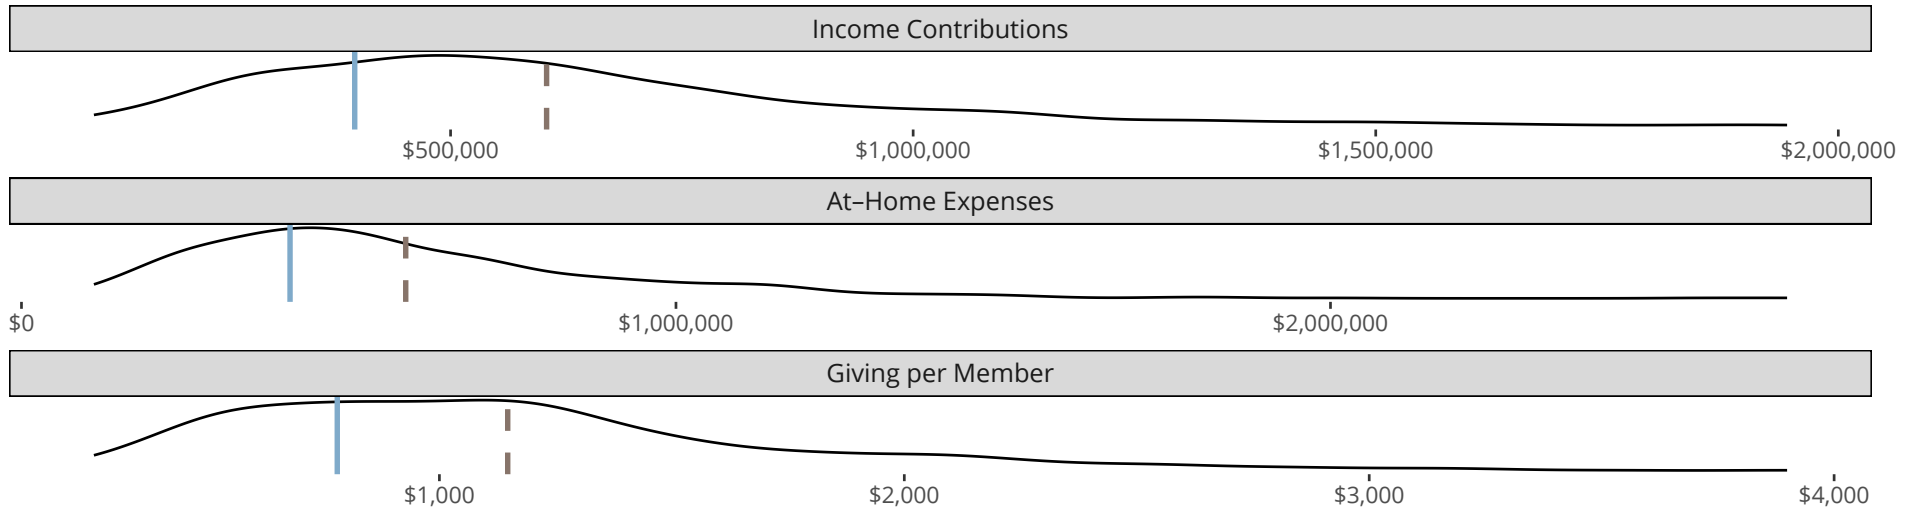 Income Contributions
$500,000 $1,000,000 $1,500,000 $2,000,000
At–Home Expenses
$0 $1,000,000 $2,000,000
Giving per Member
$1,000 $2,000 $3,000 $4,000